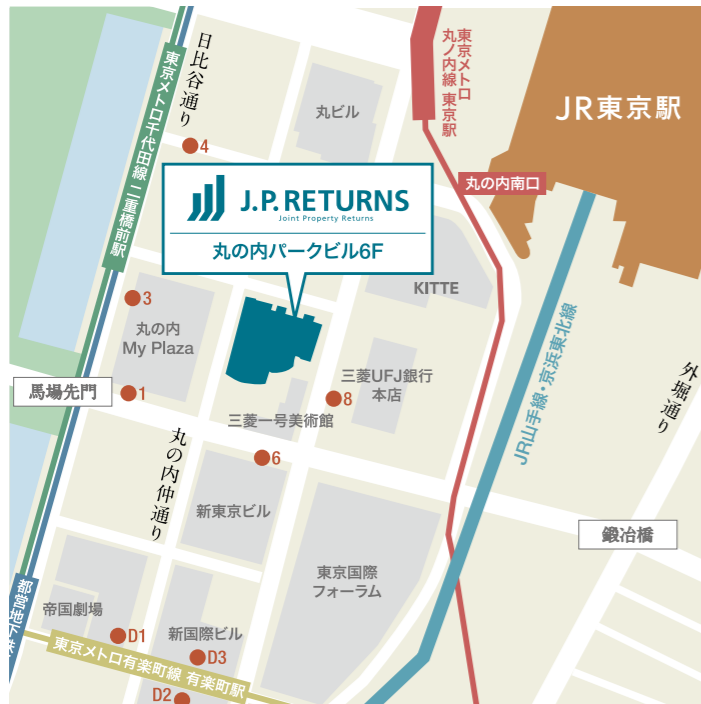 日比谷通り
東京メトロ
丸ノ内線 東京駅
丸ビル
JR東京駅
東京メトロ千代田線 二重橋前駅
4
丸の内南口
J.P.RETURNS
Joint Property Returns
丸の内パークビル6F
KITTE
3
丸の内
My Plaza
JR山手線・京浜東北線
外堀通り
馬場先門
1
三菱UFJ銀行
本店
8
三菱一号美術館
丸の内仲通り
6
新東京ビル
鍛冶橋
東京国際
フォーラム
都営地下鉄
帝国劇場
D1
新国際ビル
D3
東京メトロ有楽町線 有楽町駅
D2